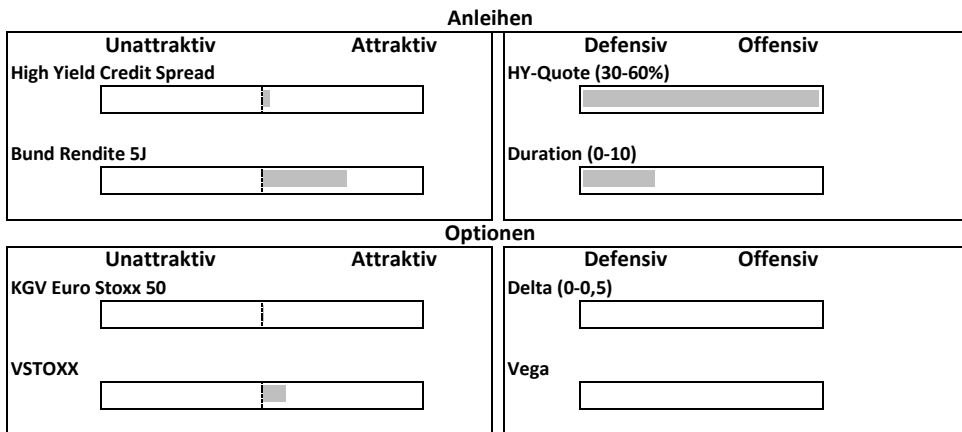 Anleihen
Unattraktiv Attraktiv
High Yield Credit Spread
Bund Rendite 5J
Defensiv Offensiv
HY-Quote (30-60%)
Duration (0-10)
Optionen
Unattraktiv Attraktiv
KGV Euro Stoxx 50
VSTOXX
Defensiv Offensiv
Delta (0-0,5)
Vega